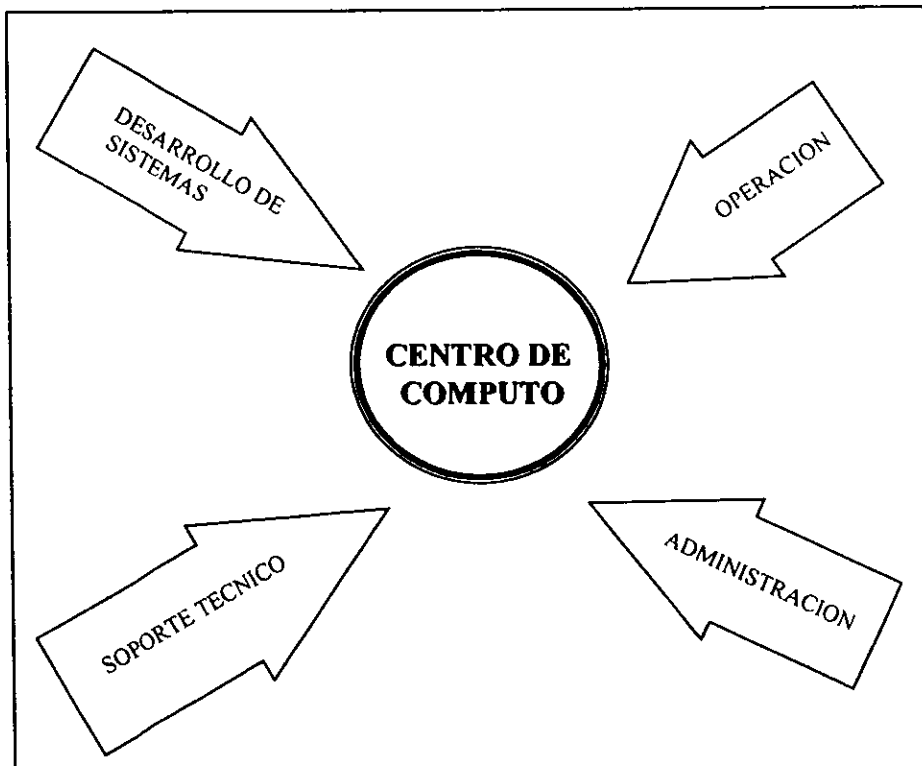 DESARROLLO DE
SISTEMAS
OPERACION
CENTRO DE
COMPUTO
SOPORTE TECNICO
ADMINISTRACION